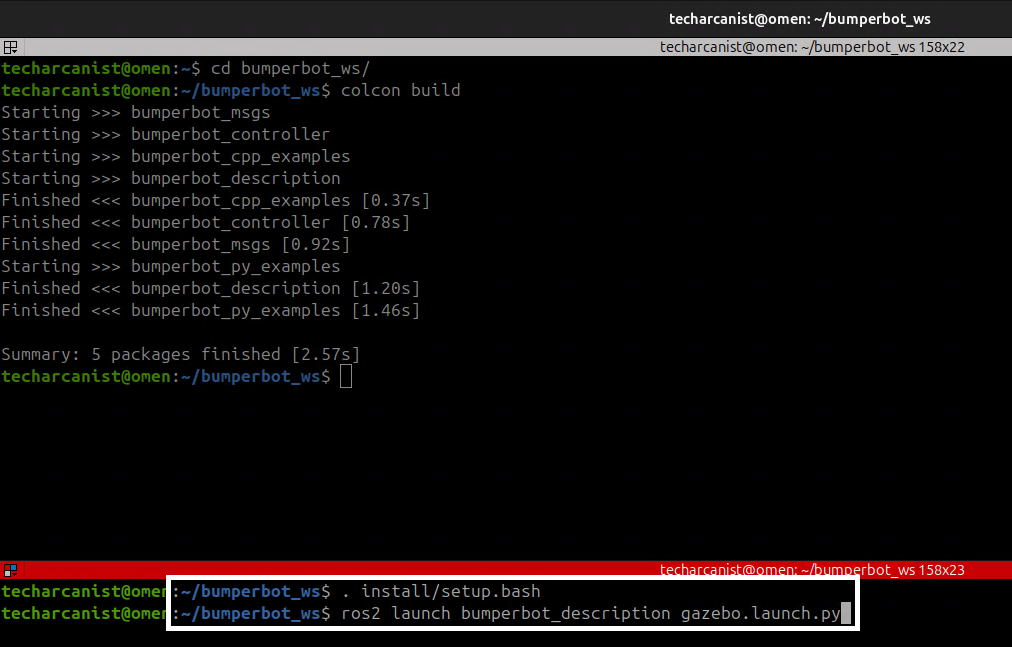 techarcanist@omen: ~/bumperbot_ws
techarcanist@omen: ~/bumperbot_ws 158x22
techarcanist@omen:~$ cd bumperbot_ws/
techarcanist@omen:~/bumperbot_ws$ colcon build
Starting >>> bumperbot_msgs
Starting >>> bumperbot_controller
Starting >>> bumperbot_cpp_examples
Starting >>> bumperbot_description
Finished <<< bumperbot_cpp_examples [0.37s]
Finished <<< bumperbot_controller [0.78s]
Finished <<< bumperbot_msgs [0.92s]
Starting >>> bumperbot_py_examples
Finished <<< bumperbot_description [1.20s]
Finished <<< bumperbot_py_examples [1.46s]
Summary: 5 packages finished [2.57s]
techarcanist@omen:~/bumperbot_ws$
techarcanist@omen: ~/bumperbot_ws 158x23
techarcanist@omen:~/bumperbot_ws$ . install/setup.bash
techarcanist@omen:~/bumperbot_ws$ ros2 launch bumperbot_description gazebo.launch.py